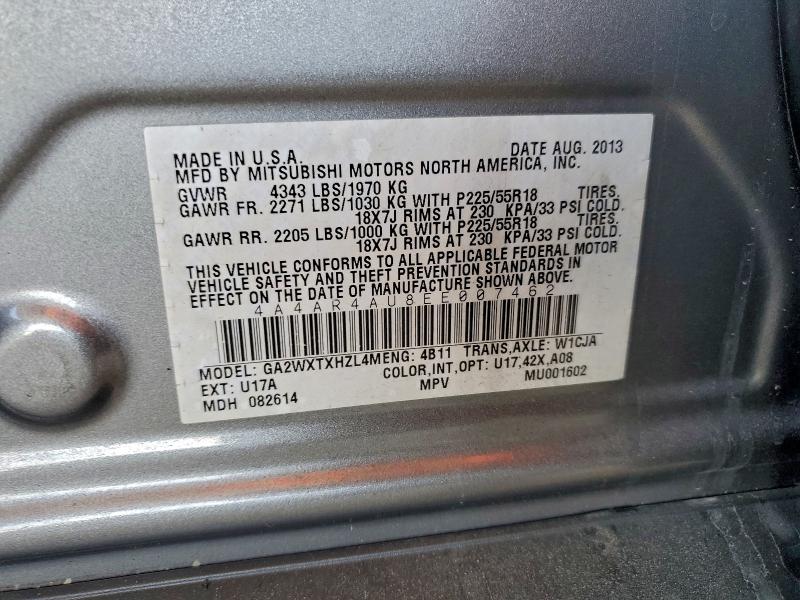 MADE IN U.S.A. DATE AUG. 2013
MFD BY MITSUBISHI MOTORS NORTH AMERICA, INC.
GVWR 4343 LBS/1970 KG
GAWR FR. 2271 LBS/1030 KG WITH P225/55R18 TIRES.
18X7J RIMS AT 230 KPA/33 PSI COLD.
GAWR RR. 2205 LBS/1000 KG WITH P225/55R18 TIRES.
18X7J RIMS AT 230 KPA/33 PSI COLD.
THIS VEHICLE CONFORMS TO ALL APPLICABLE FEDERAL MOTOR
VEHICLE SAFETY AND THEFT PREVENTION STANDARDS IN
EFFECT ON THE DATE OF MANUFACTURE SHOWN ABOVE.
4A4AR4AU8EE007462
MODEL: GA2WXTXHZL4MENG: 4B11 TRANS,AXLE: W1CJA
EXT: U17A COLOR,INT,OPT: U17,42X,A08
MDH 082614 MPV MU001602